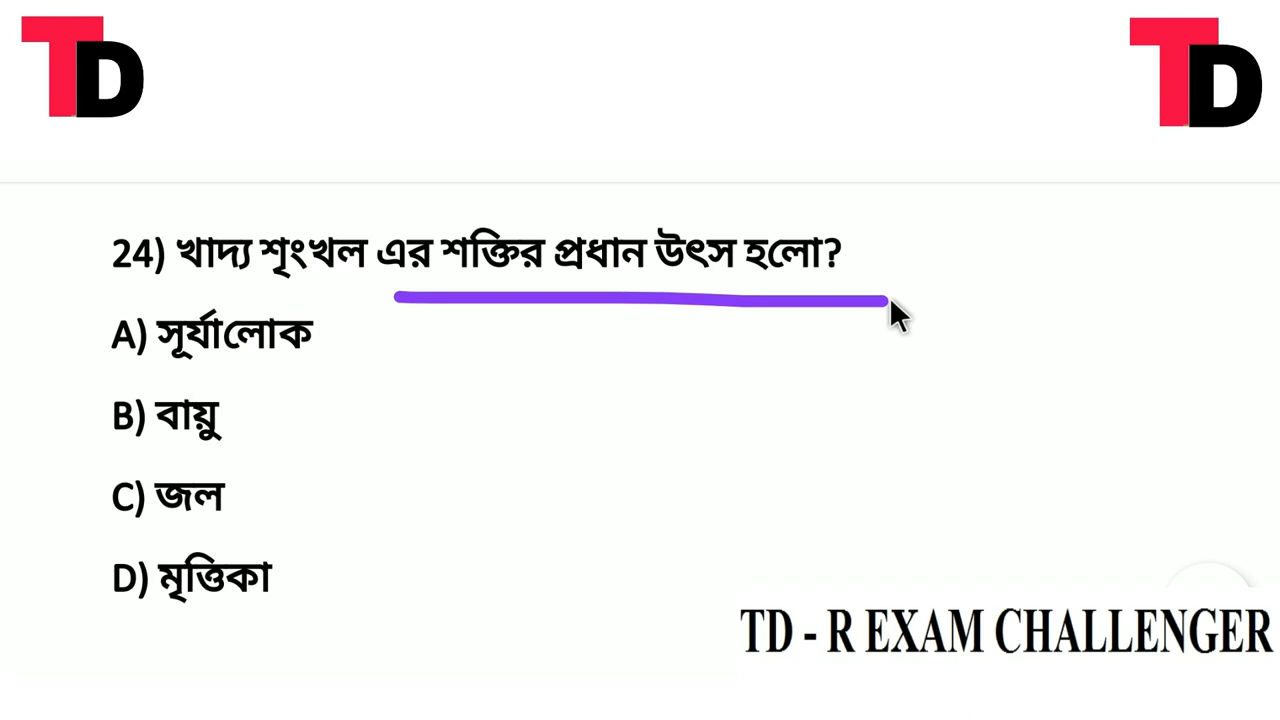 TD
TD
24) খাদ্য শৃংখল এর শক্তির প্রধান উৎস হলো?
A) সূর্যালোক
B) বায়ু
C) জল
D) মৃত্তিকা
TD - R EXAM CHALLENGER